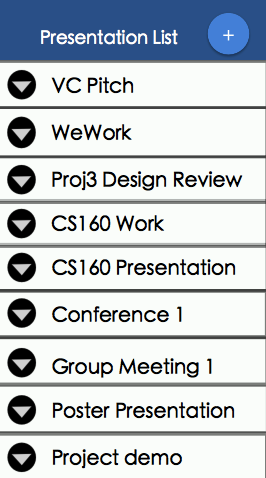 Presentation List +
VC Pitch
WeWork
Proj3 Design Review
CS160 Work
CS160 Presentation
Conference 1
Group Meeting 1
Poster Presentation
Project demo